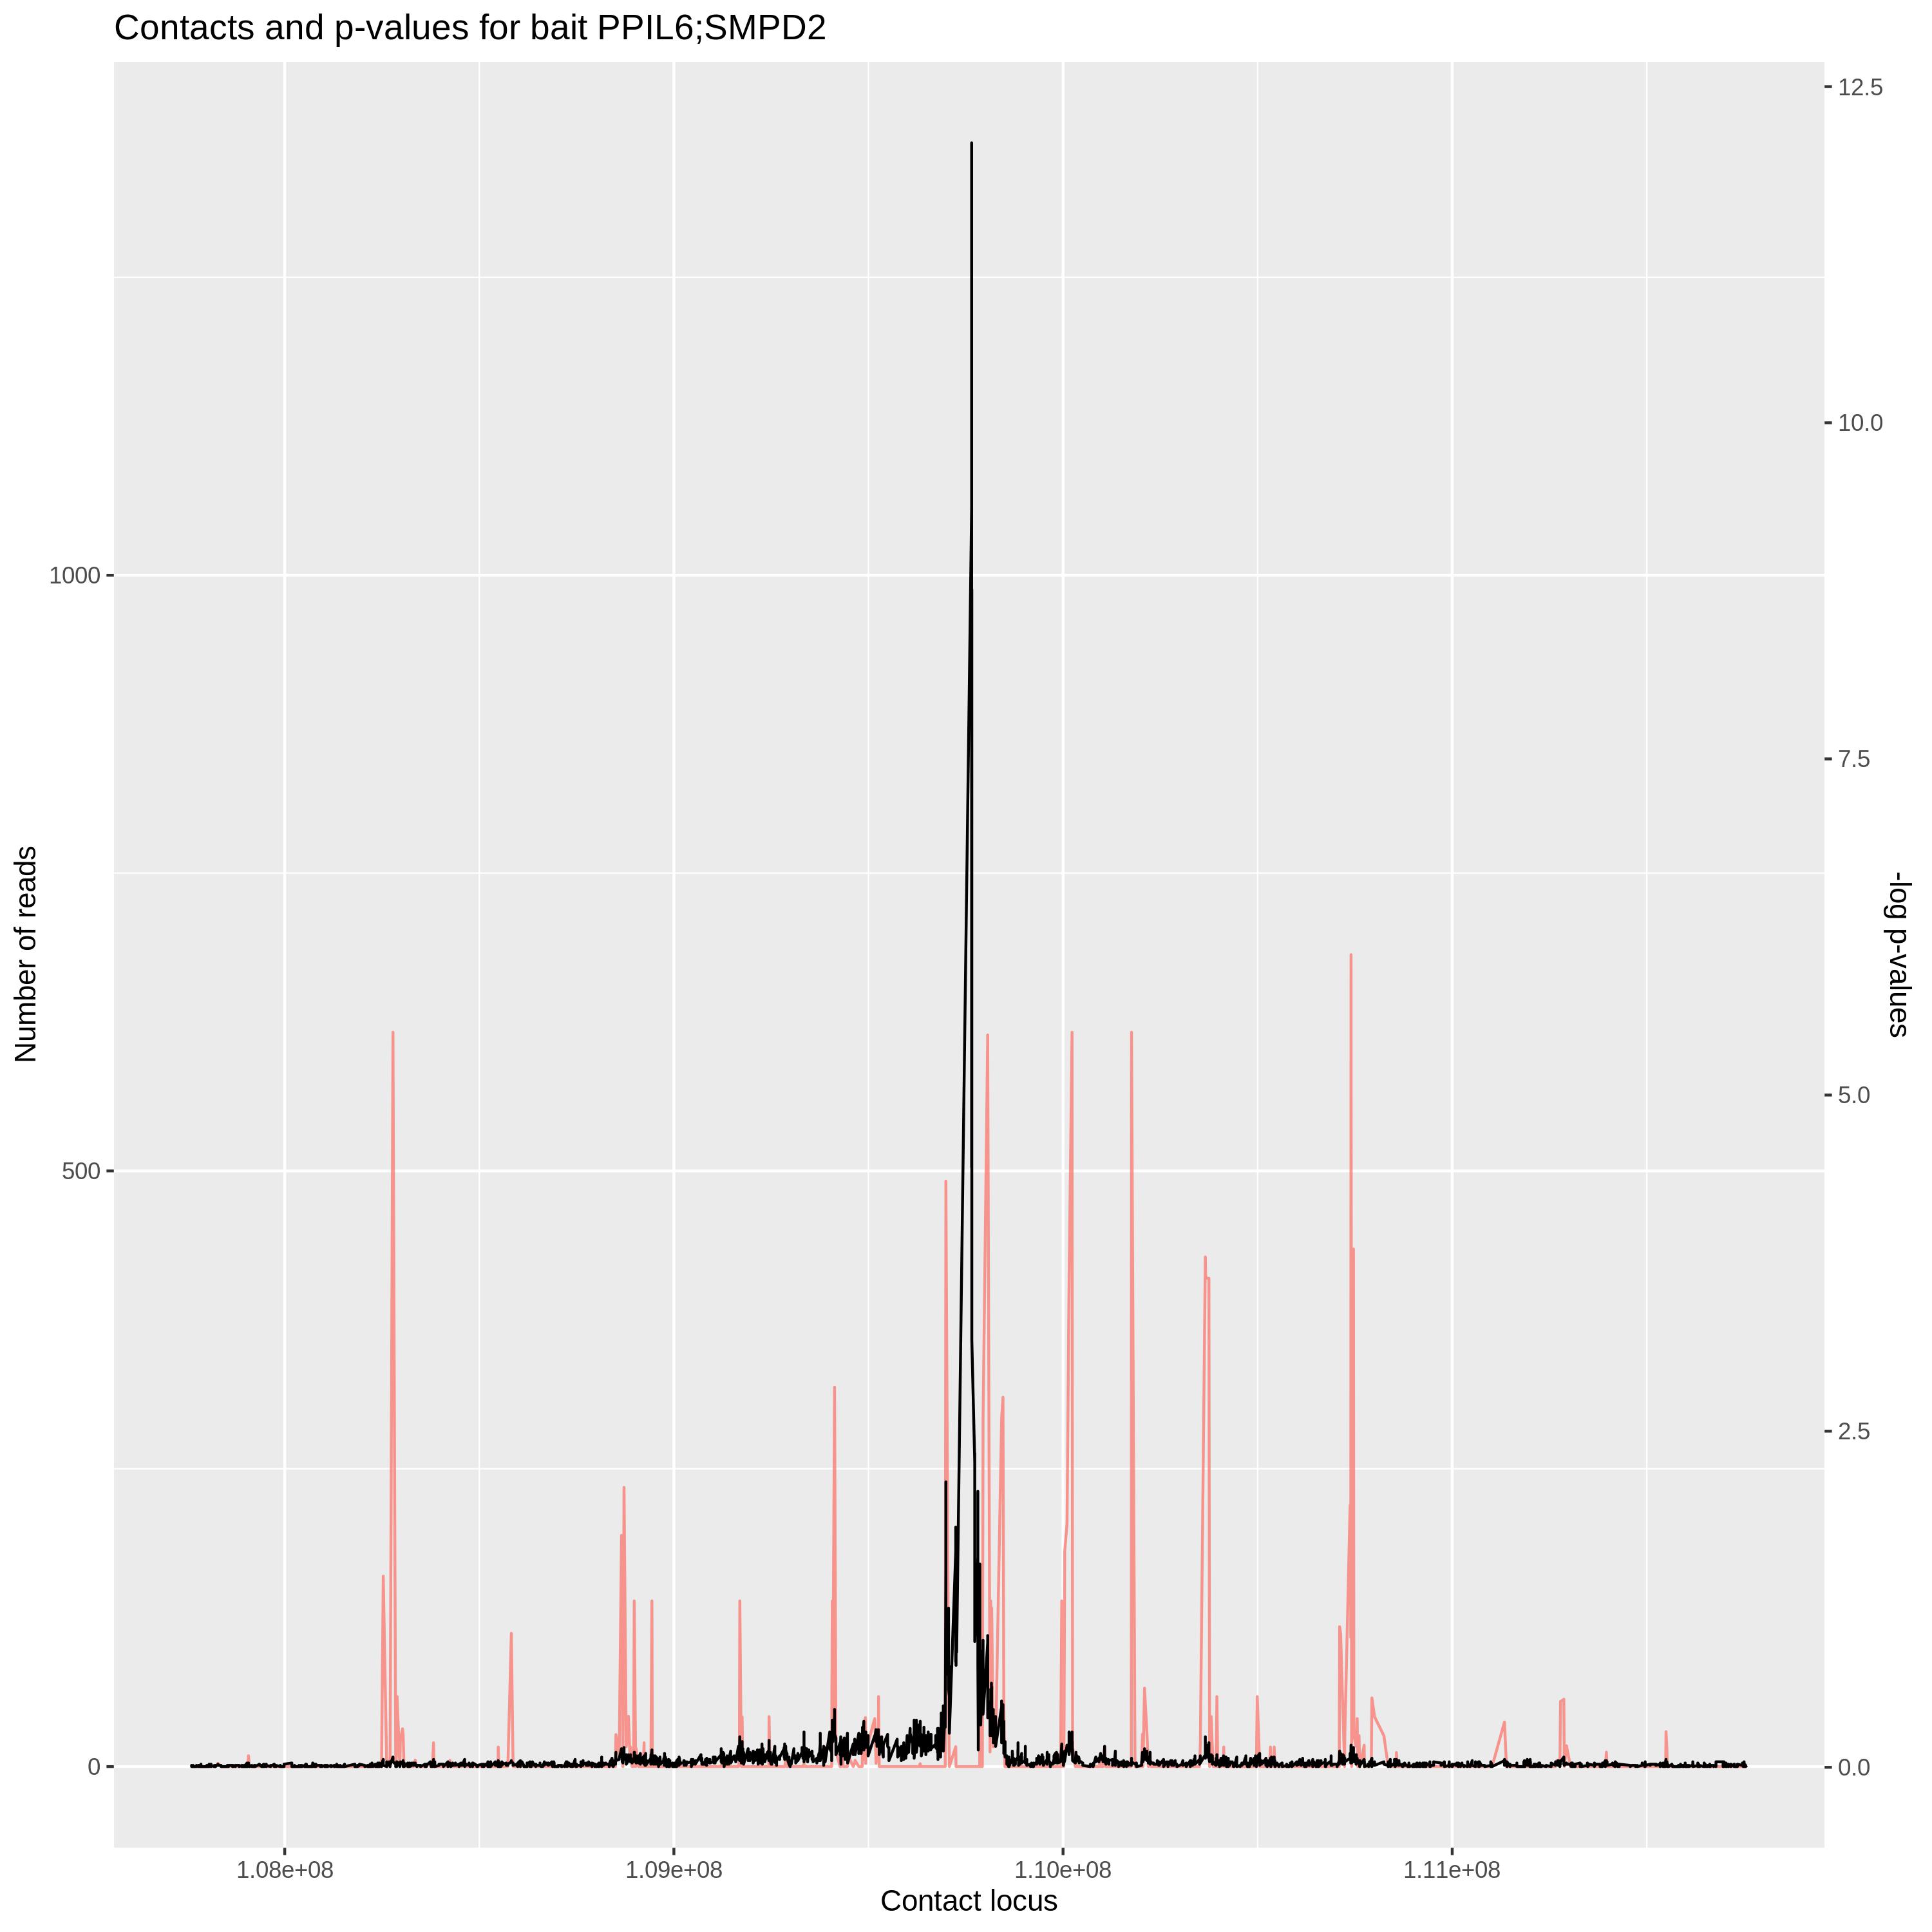 Contacts and p-values for bait PPIL6;SMPD2
12.5
10.0
1000
7.5
Number of reads
-log p-values
5.0
500
2.5
0
0.0
1.08e+08
1.09e+08
1.10e+08
1.11e+08
Contact locus